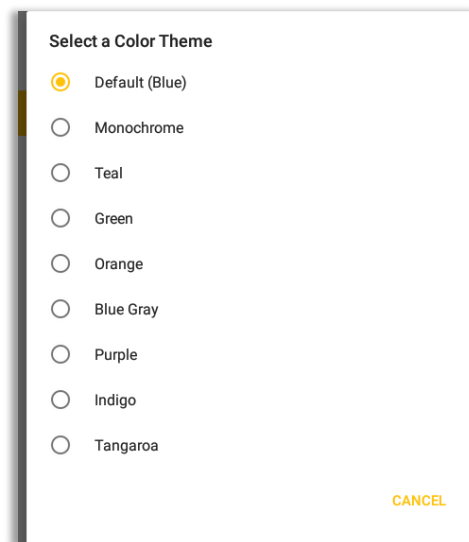 Select a Color Theme
Default (Blue)
Monochrome
Teal
Green
Orange
Blue Gray
Purple
Indigo
Tangaroa
CANCEL